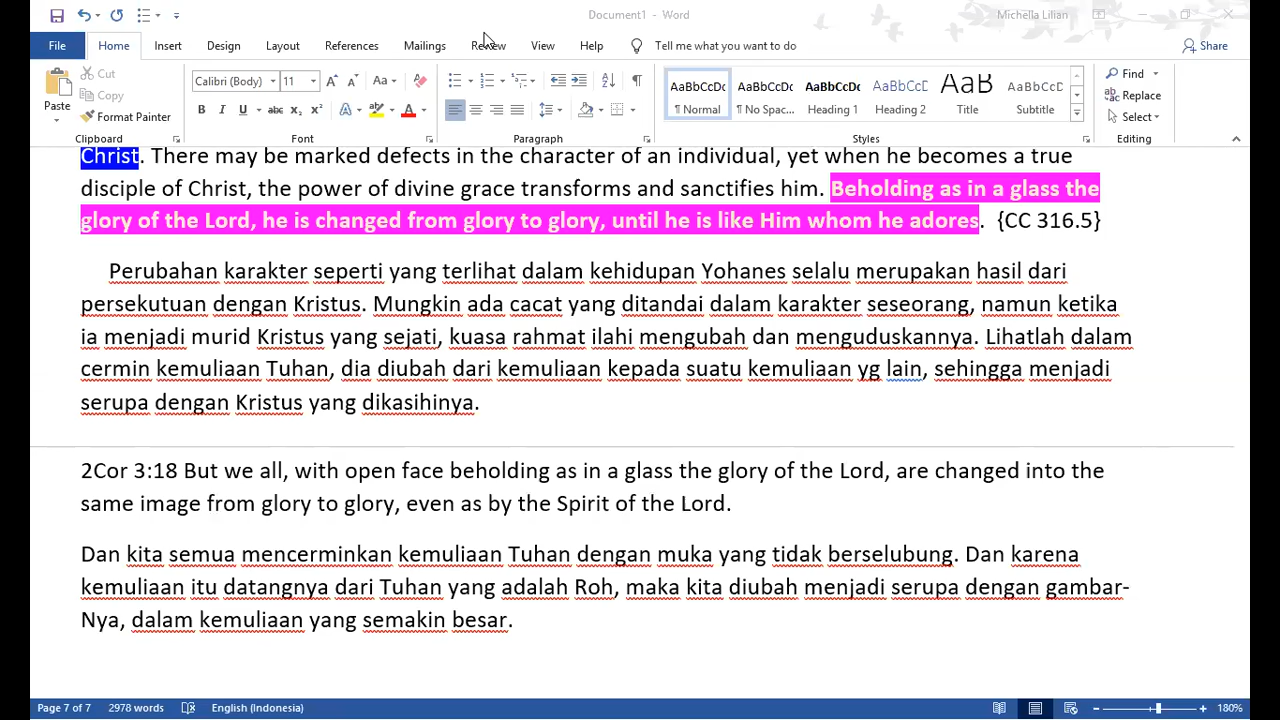 Document1 - Word
Michella Lilian
File Home Insert Design Layout References Mailings Review View Help Tell me what you want to do Share
Cut
Copy
Format Painter
Paste
Clipboard
Calibri (Body) 11
Font
Paragraph
AaBbCcDc AaBbCcDc AaBbCcDc AaBbCcD AaB AaBbCcD
¶ Normal ¶ No Spac... Heading 1 Heading 2 Title Subtitle
Styles
Find
Replace
Select
Editing
Christ. There may be marked defects in the character of an individual, yet when he becomes a true
disciple of Christ, the power of divine grace transforms and sanctifies him. Beholding as in a glass the
glory of the Lord, he is changed from glory to glory, until he is like Him whom he adores. {CC 316.5}
Perubahan karakter seperti yang terlihat dalam kehidupan Yohanes selalu merupakan hasil dari
persekutuan dengan Kristus. Mungkin ada cacat yang ditandai dalam karakter seseorang, namun ketika
ia menjadi murid Kristus yang sejati, kuasa rahmat ilahi mengubah dan menguduskannya. Lihatlah dalam
cermin kemuliaan Tuhan, dia diubah dari kemuliaan kepada suatu kemuliaan yg lain, sehingga menjadi
serupa dengan Kristus yang dikasihinya.
2Cor 3:18 But we all, with open face beholding as in a glass the glory of the Lord, are changed into the
same image from glory to glory, even as by the Spirit of the Lord.
Dan kita semua mencerminkan kemuliaan Tuhan dengan muka yang tidak berselubung. Dan karena
kemuliaan itu datangnya dari Tuhan yang adalah Roh, maka kita diubah menjadi serupa dengan gambar-
Nya, dalam kemuliaan yang semakin besar.
Page 7 of 7 2978 words English (Indonesia) 180%